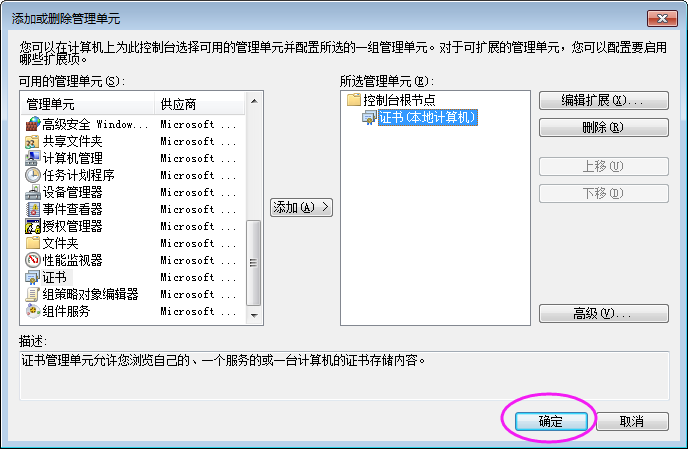 添加或删除管理单元
您可以在计算机上为此控制台选择可用的管理单元并配置所选的一组管理单元。对于可扩展的管理单元，您可以配置要启用
哪些扩展项。
可用的管理单元(S):
所选管理单元(E):
管理单元 供应商
高级安全 Window... Microsoft ...
共享文件夹 Microsoft ...
计算机管理 Microsoft ...
任务计划程序 Microsoft ...
设备管理器 Microsoft ...
事件查看器 Microsoft ...
授权管理器 Microsoft ...
文件夹 Microsoft ...
性能监视器 Microsoft ...
证书 Microsoft ...
组策略对象编辑器 Microsoft ...
组件服务 Microsoft ...
添加(A) >
控制台根节点
证书(本地计算机)
编辑扩展(X)...
删除(R)
上移(U)
下移(D)
高级(V)...
描述:
证书管理单元允许您浏览自己的、一个服务的或一台计算机的证书存储内容。
确定
取消